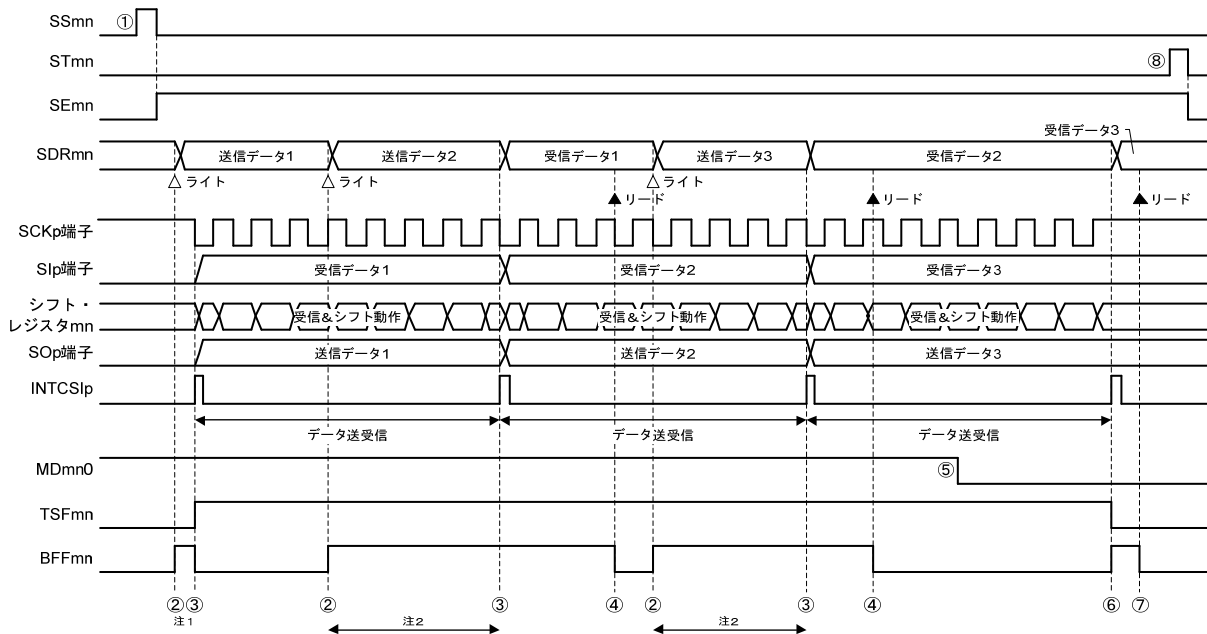 SSmn ①
STmn ⑧
SEmn
受信データ3
SDRmn 送信データ1 送信データ2 受信データ1 送信データ3 受信データ2
△ライト △ライト △ライト
▲リード ▲リード ▲リード
SCKp端子
SIp端子 受信データ1 受信データ2 受信データ3
シフト・
レジスタmn 受信&シフト動作 受信&シフト動作 受信&シフト動作
SOp端子 送信データ1 送信データ2 送信データ3
INTCSIp
データ送受信 データ送受信 データ送受信
MDmn0 ⑤
TSFmn
BFFmn
②③ ② ③ ④ ② ③ ④ ⑥ ⑦
注1 注2 注2